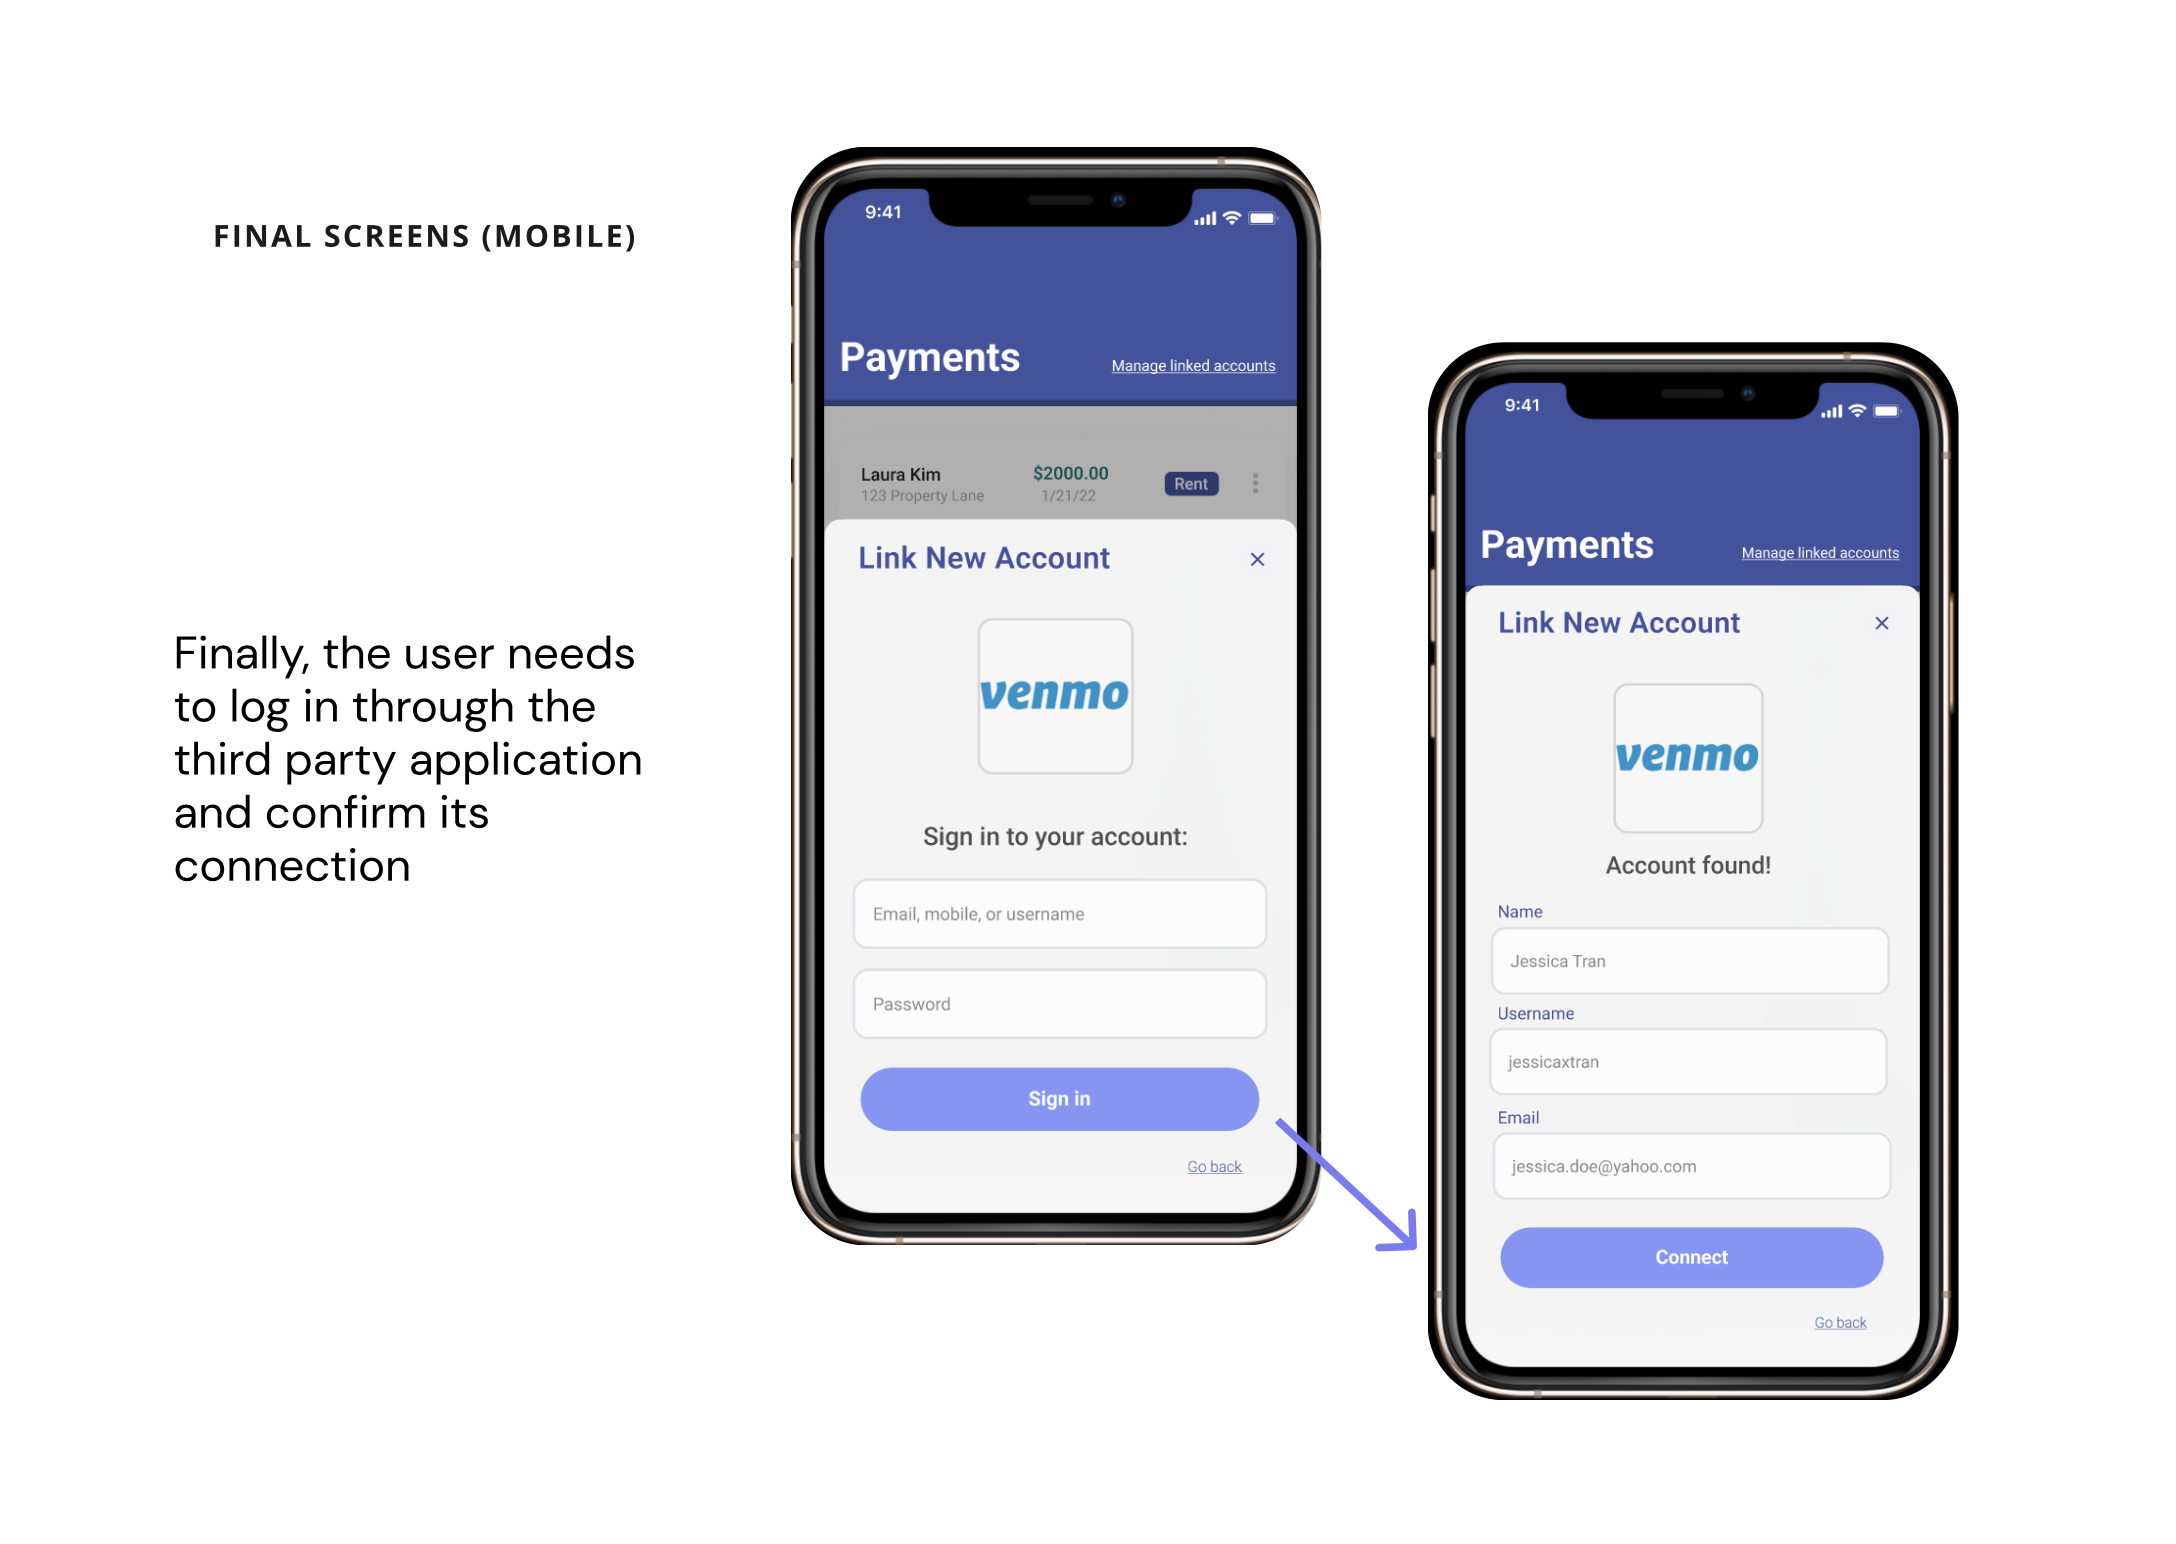 FINAL SCREENS (MOBILE)
Finally, the user needs
to log in through the
third party application
and confirm its
connection
9:41
Payments
Manage linked accounts
Laura Kim
$2000.00
Rent
123 Property Lane
1/21/22
Link New Account
venmo
Sign in to your account:
Email, mobile, or username
Password
Sign in
Go back
9:41
Payments
Manage linked accounts
Link New Account
venmo
Account found!
Name
Jessica Tran
Username
jessicaxtran
Email
jessica.doe@yahoo.com
Connect
Go back